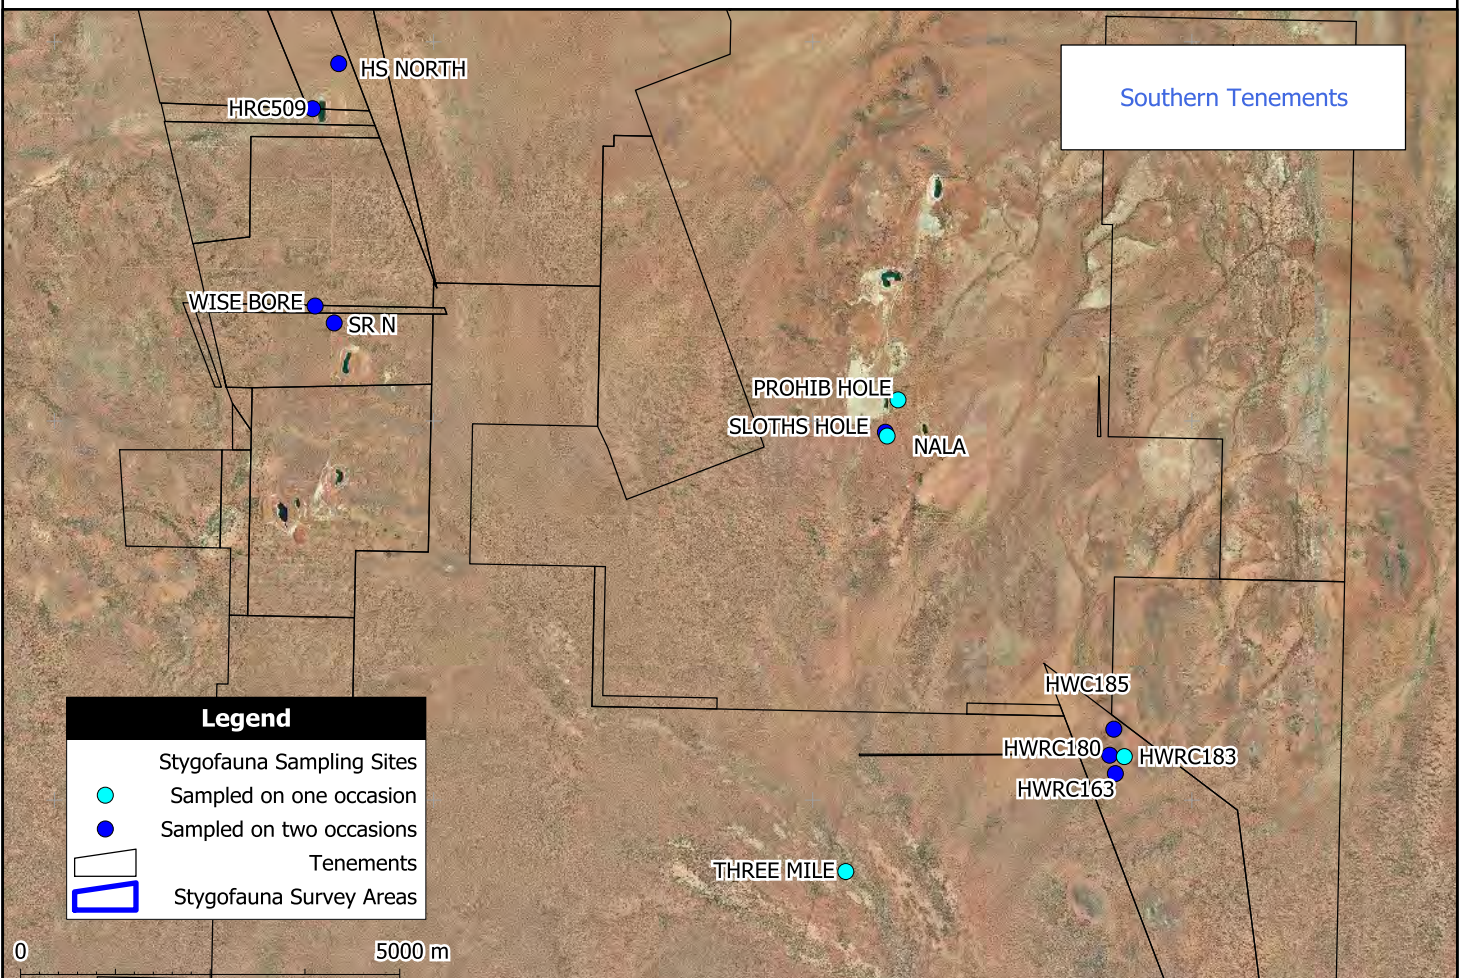 HS NORTH
Southern Tenements
HRC509
WISE BORE
SR N
PROHIB HOLE
SLOTHS HOLE
NALA
HWC185
HWRC180
HWRC183
HWRC163
THREE MILE
Legend
Stygofauna Sampling Sites
Sampled on one occasion
Sampled on two occasions
Tenements
Stygofauna Survey Areas
0 5000 m